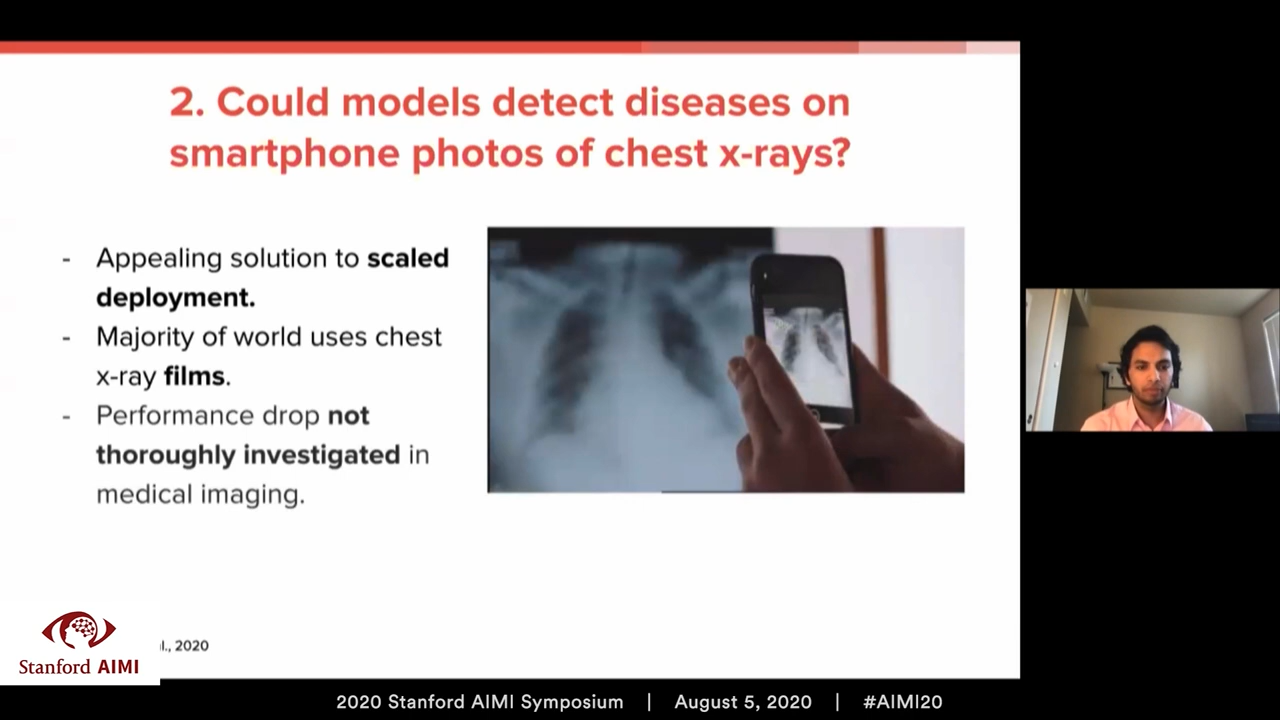 2. Could models detect diseases on
smartphone photos of chest x-rays?
- Appealing solution to scaled
deployment.
- Majority of world uses chest
x-ray films.
- Performance drop not
thoroughly investigated in
medical imaging.
2020
Stanford AIMI
2020 Stanford AIMI Symposium | August 5, 2020 | #AIMI20